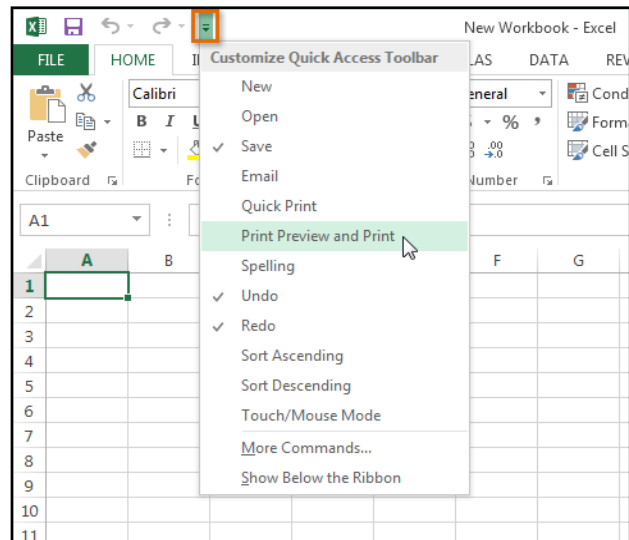 New Workbook - Excel
FILE HOME I Customize Quick Access Toolbar LAS DATA REV
Calibri New eneral Cond
Paste B I U Open % , Form
Save .00 .0 Cell S
Clipboard Fo Email Number
Quick Print
A1 Print Preview and Print
A B Spelling F G
1 Undo
2
3 Redo
4 Sort Ascending
5 Sort Descending
6 Touch/Mouse Mode
7
8 More Commands...
9 Show Below the Ribbon
10
11